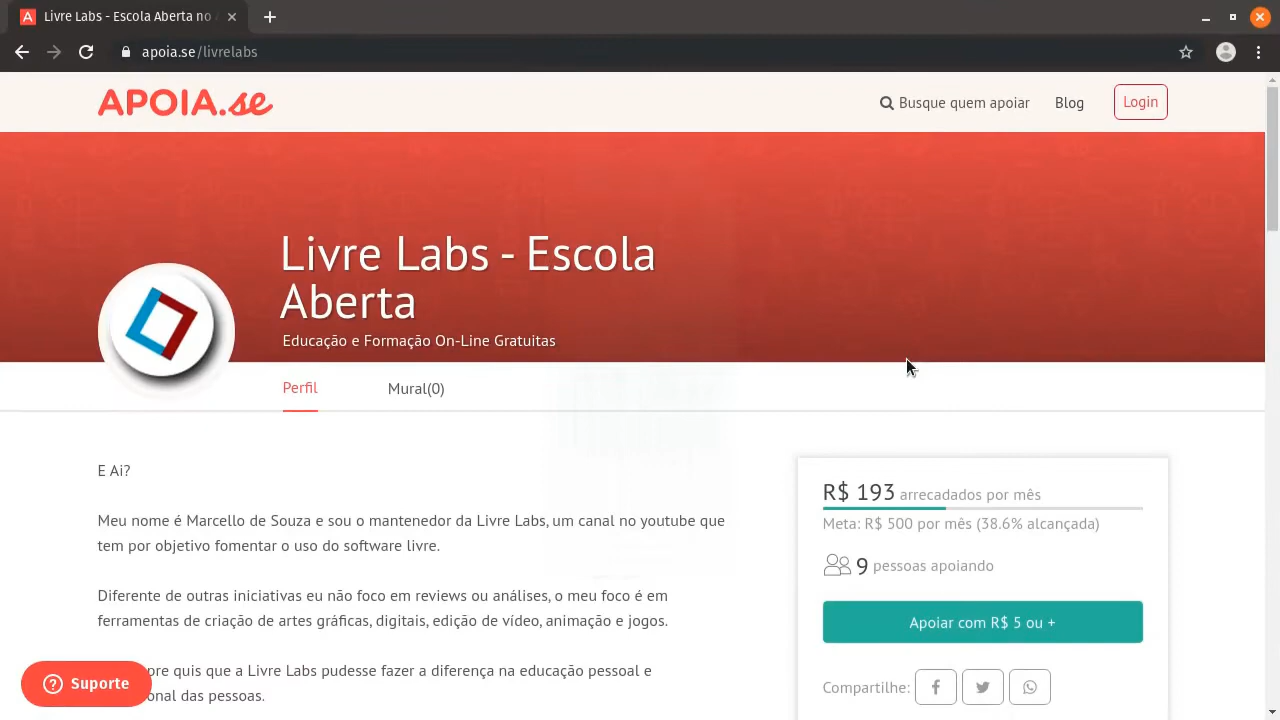 Livre Labs - Escola Aberta no
apoia.se/livrelabs
APOIA.se
Busque quem apoiar
Blog
Login
Livre Labs - Escola
Aberta
Educação e Formação On-Line Gratuitas
Perfil
Mural(0)
E Ai?
Meu nome é Marcello de Souza e sou o mantenedor da Livre Labs, um canal no youtube que
tem por objetivo fomentar o uso do software livre.
Diferente de outras iniciativas eu não foco em reviews ou análises, o meu foco é em
ferramentas de criação de artes gráficas, digitais, edição de vídeo, animação e jogos.
quis que a Livre Labs pudesse fazer a diferença na educação pessoal e
das pessoas.
R$ 193 arrecadados por mês
Meta: R$ 500 por mês (38.6% alcançada)
9 pessoas apoiando
Apoiar com R$ 5 ou +
Compartilhe:
Suporte